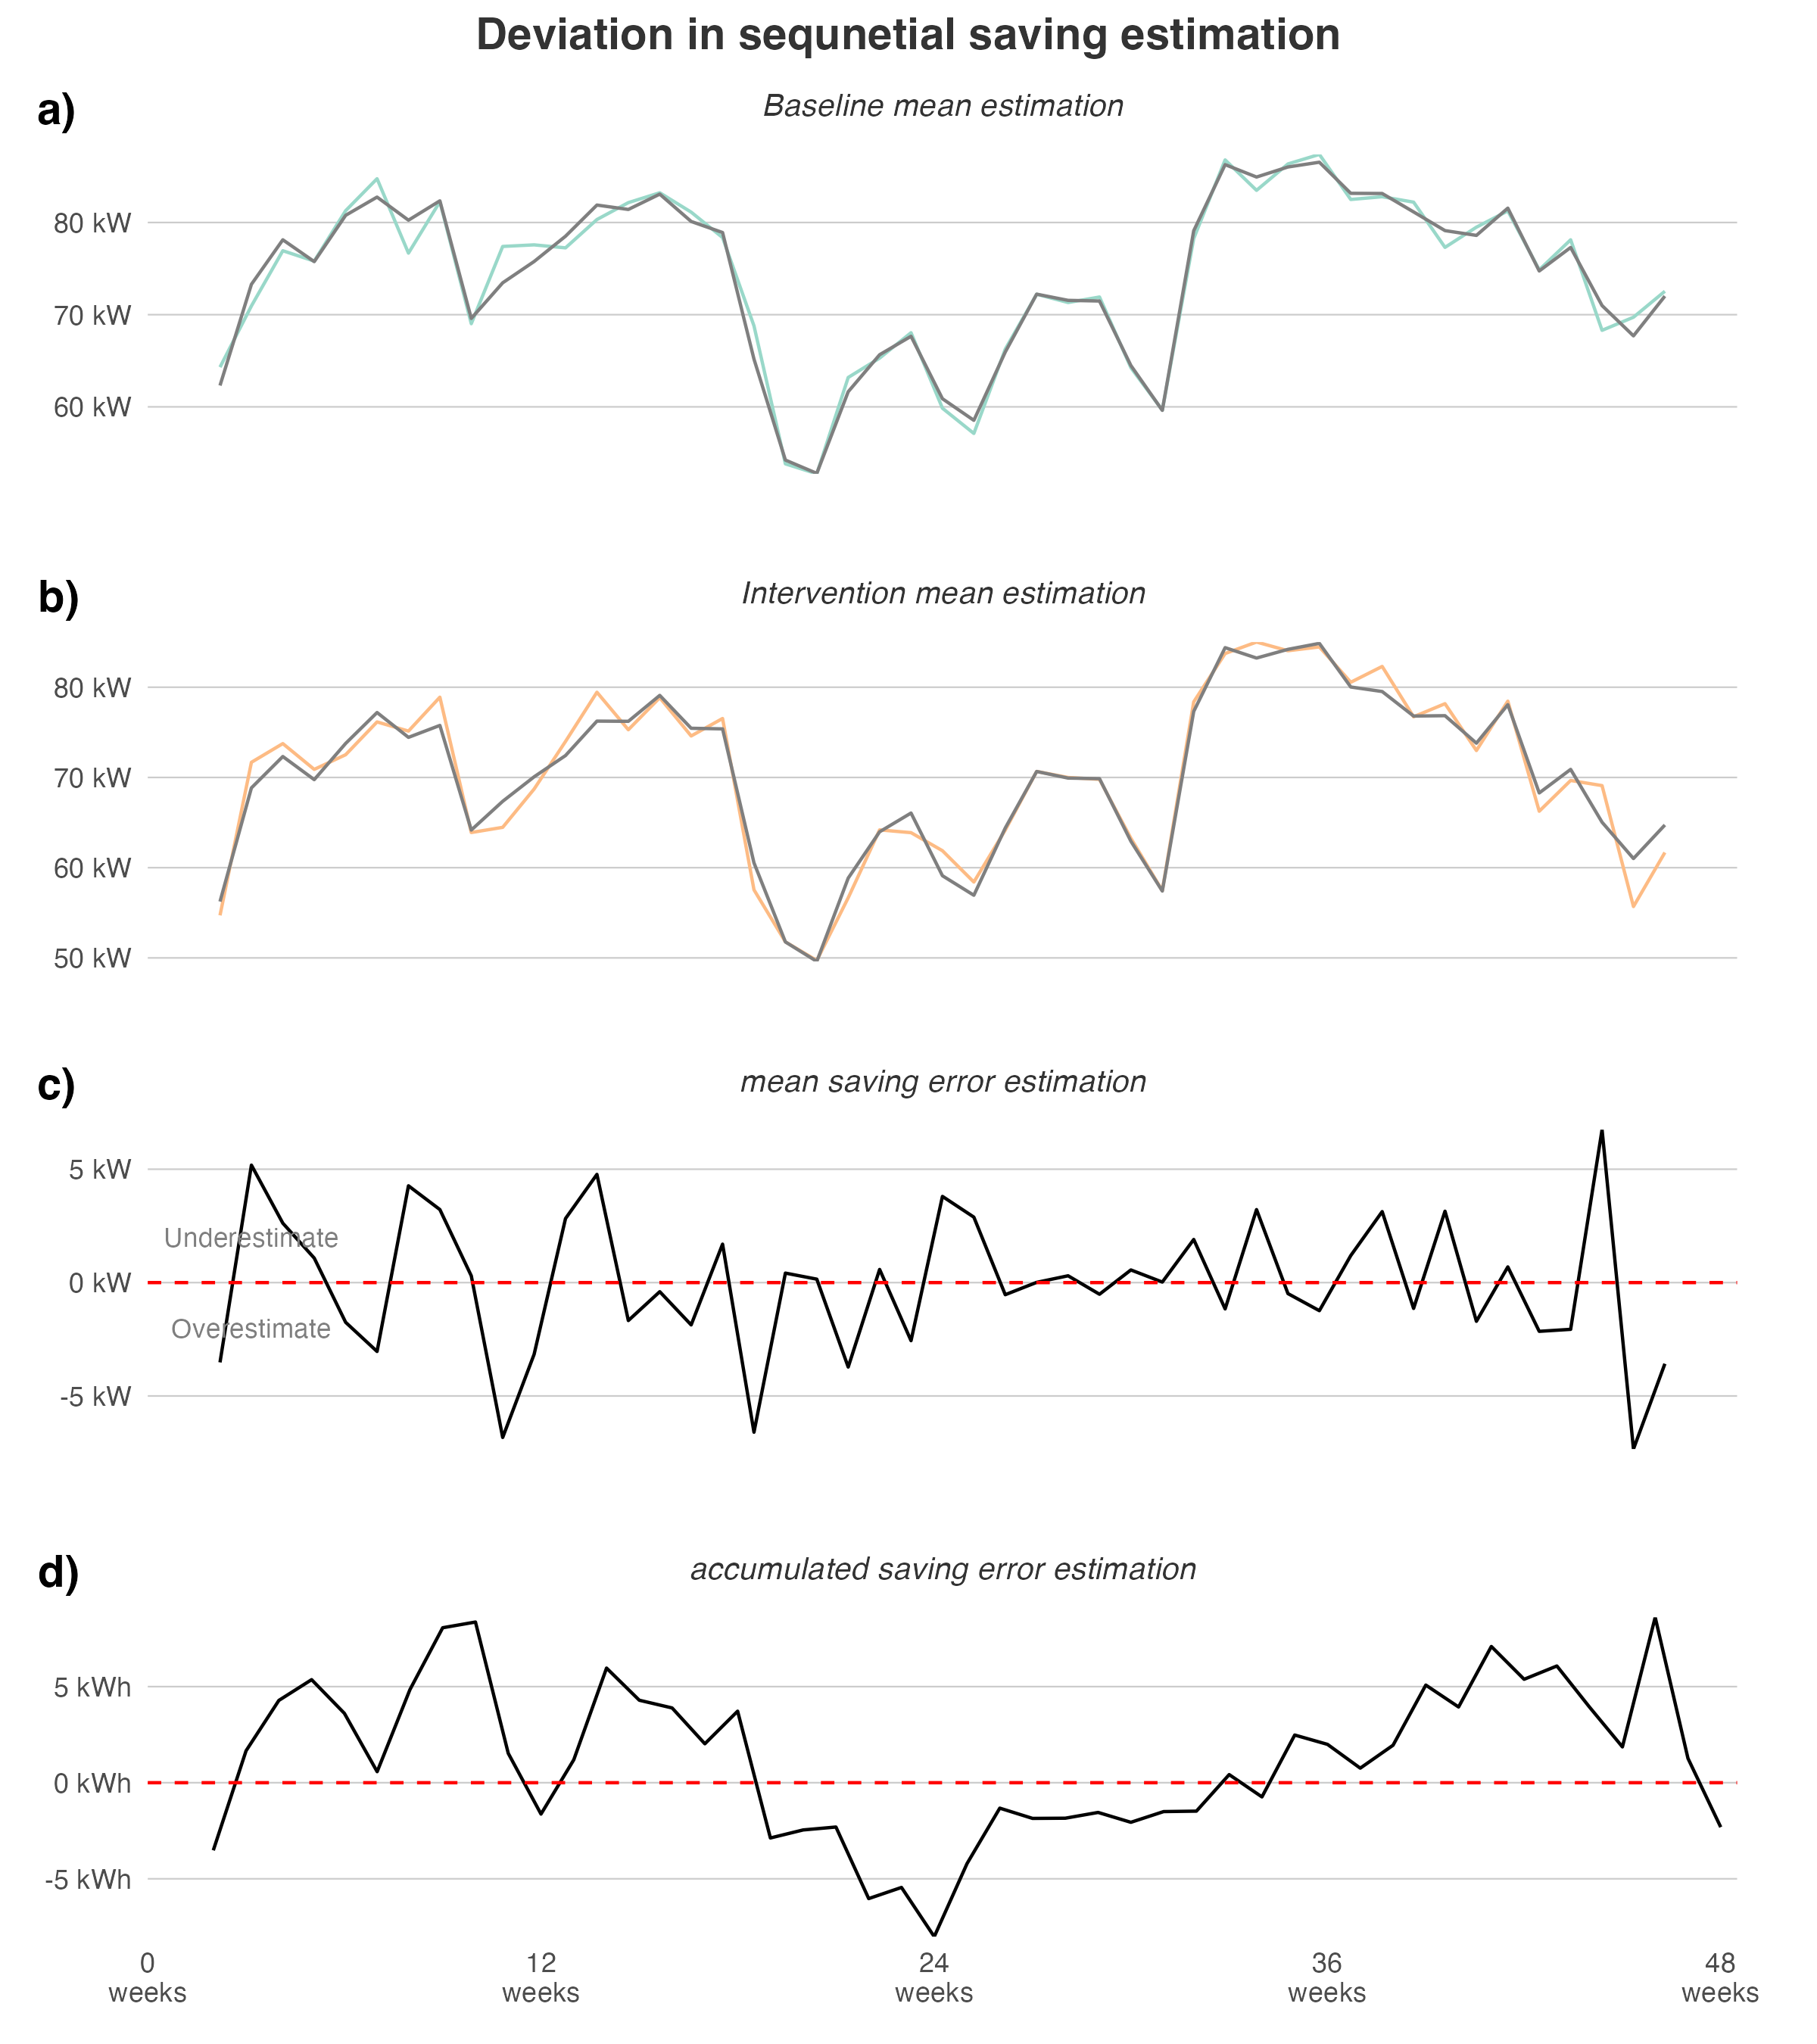 Deviation in sequnetial saving estimation
a)
Baseline mean estimation
80 kW
70 kW
60 kW
b)
Intervention mean estimation
80 kW
70 kW
60 kW
50 kW
c)
mean saving error estimation
5 kW
Underestimate
0 kW
Overestimate
-5 kW
d)
accumulated saving error estimation
5 kWh
0 kWh
-5 kWh
0 12 24 36 48
weeks weeks weeks weeks weeks